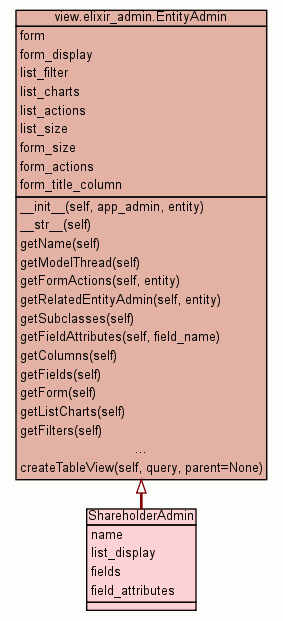 view.elixir_admin.EntityAdmin
form
form_display
list_filter
list_charts
list_actions
list_size
form_size
form_actions
form_title_column
__init__(self, app_admin, entity)
__str__(self)
getName(self)
getModelThread(self)
getFormActions(self, entity)
getRelatedEntityAdmin(self, entity)
getSubclasses(self)
getFieldAttributes(self, field_name)
getColumns(self)
getFields(self)
getForm(self)
getListCharts(self)
getFilters(self)
...
createTableView(self, query, parent=None)
ShareholderAdmin
name
list_display
fields
field_attributes